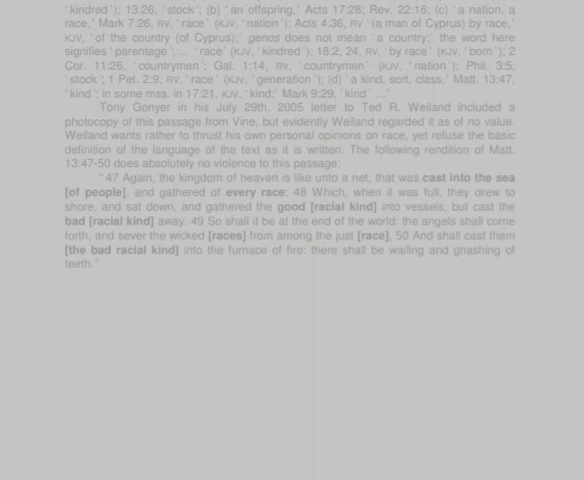 'kindred'); 13:26, 'stock'; (b) 'an offspring,' Acts 17:28; Rev. 22:16; (c) 'a nation, a
race,' Mark 7:26, RV, 'race' (KJV, 'nation'); Acts 4:36, RV '(a man of Cyprus) by race,'
KJV, 'of the country (of Cyprus);' genos does not mean 'a country;' the word here
signifies 'parentage'; ... 'race' (KJV, 'kindred'); 18:2, 24, RV, 'by race' (KJV, 'born'); 2
Cor. 11:26, 'countrymen'; Gal. 1:14, RV, 'countrymen' (KJV, 'nation'); Phil. 3:5,
'stock'; 1 Pet. 2:9, RV, 'race' (KJV, 'generation'); (d) 'a kind, sort, class,' Matt. 13:47,
'kind'; in some mss. in 17:21, KJV, 'kind;' Mark 9:29, 'kind' ..."
Tony Gonyer in his July 29th, 2005 letter to Ted R. Weiland included a
photocopy of this passage from Vine, but evidently Weiland regarded it as of no value.
Weiland wants rather to thrust his own personal opinions on race, yet refuse the basic
definition of the language of the text as it is written. The following rendition of Matt.
13:47-50 does absolutely no violence to this passage:
"47 Again, the kingdom of heaven is like unto a net, that was cast into the sea
[of people], and gathered of every race: 48 Which, when it was full, they drew to
shore, and sat down, and gathered the good [racial kind] into vessels, but cast the
bad [racial kind] away. 49 So shall it be at the end of the world: the angels shall come
forth, and sever the wicked [races] from among the just [race], 50 And shall cast them
[the bad racial kind] into the furnace of fire: there shall be wailing and gnashing of
teeth."